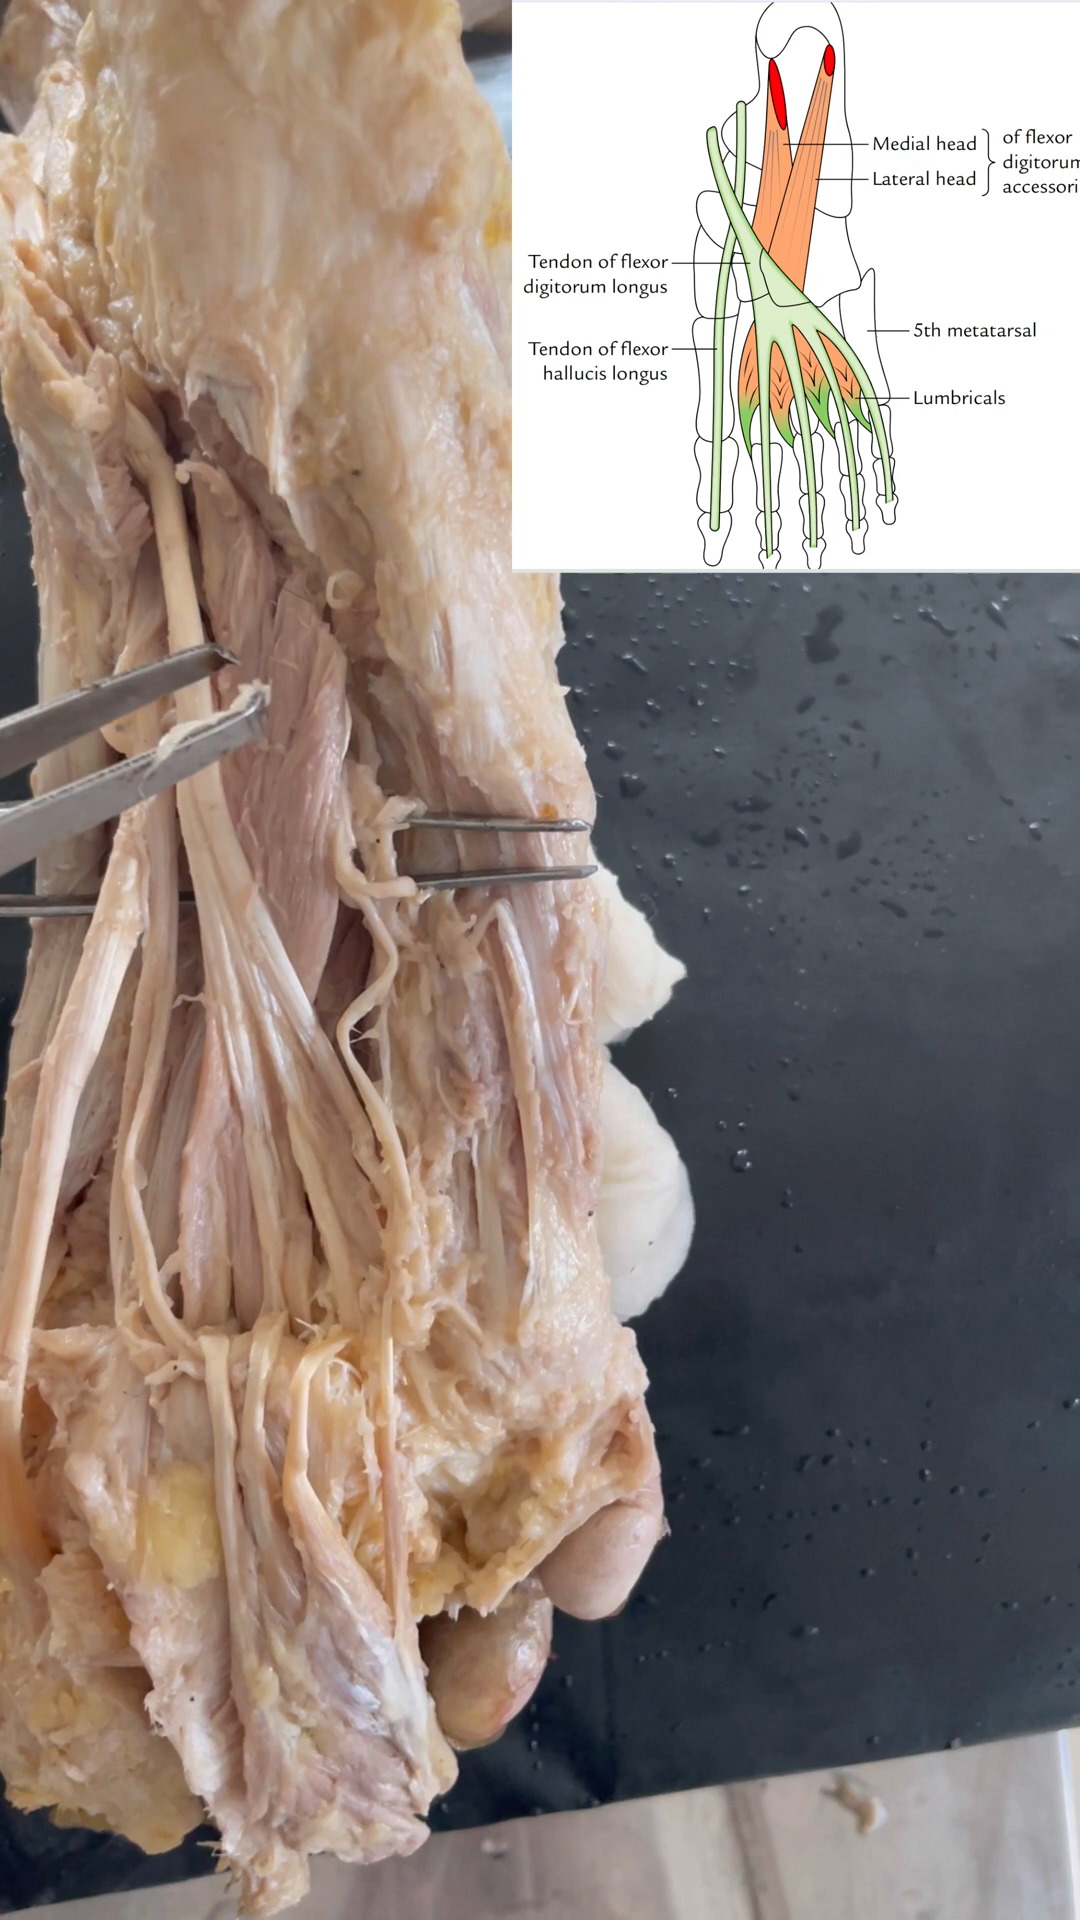 Medial head
Lateral head
of flexor
digitorum
accessori
Tendon of flexor
digitorum longus
Tendon of flexor
hallucis longus
5th metatarsal
Lumbricals